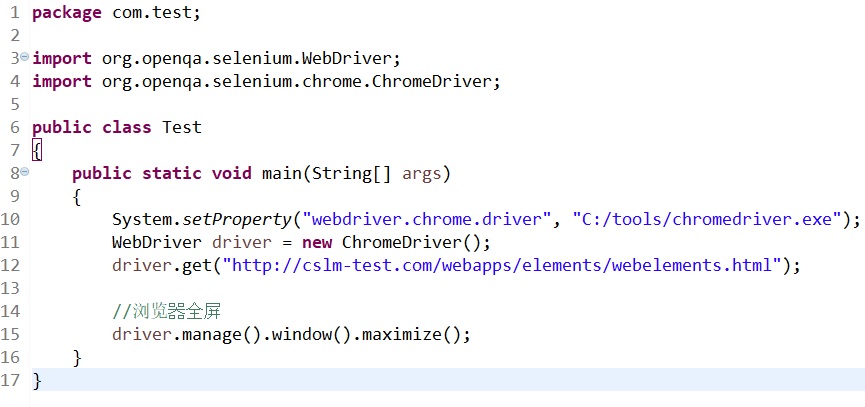 1 package com.test;
2
3 import org.openqa.selenium.WebDriver;
4 import org.openqa.selenium.chrome.ChromeDriver;
5
6 public class Test
7 {
8     public static void main(String[] args)
9     {
10         System.setProperty("webdriver.chrome.driver", "C:/tools/chromedriver.exe");
11         WebDriver driver = new ChromeDriver();
12         driver.get("http://cslm-test.com/webapps/elements/webelements.html");
13
14         //浏览器全屏
15         driver.manage().window().maximize();
16     }
17 }